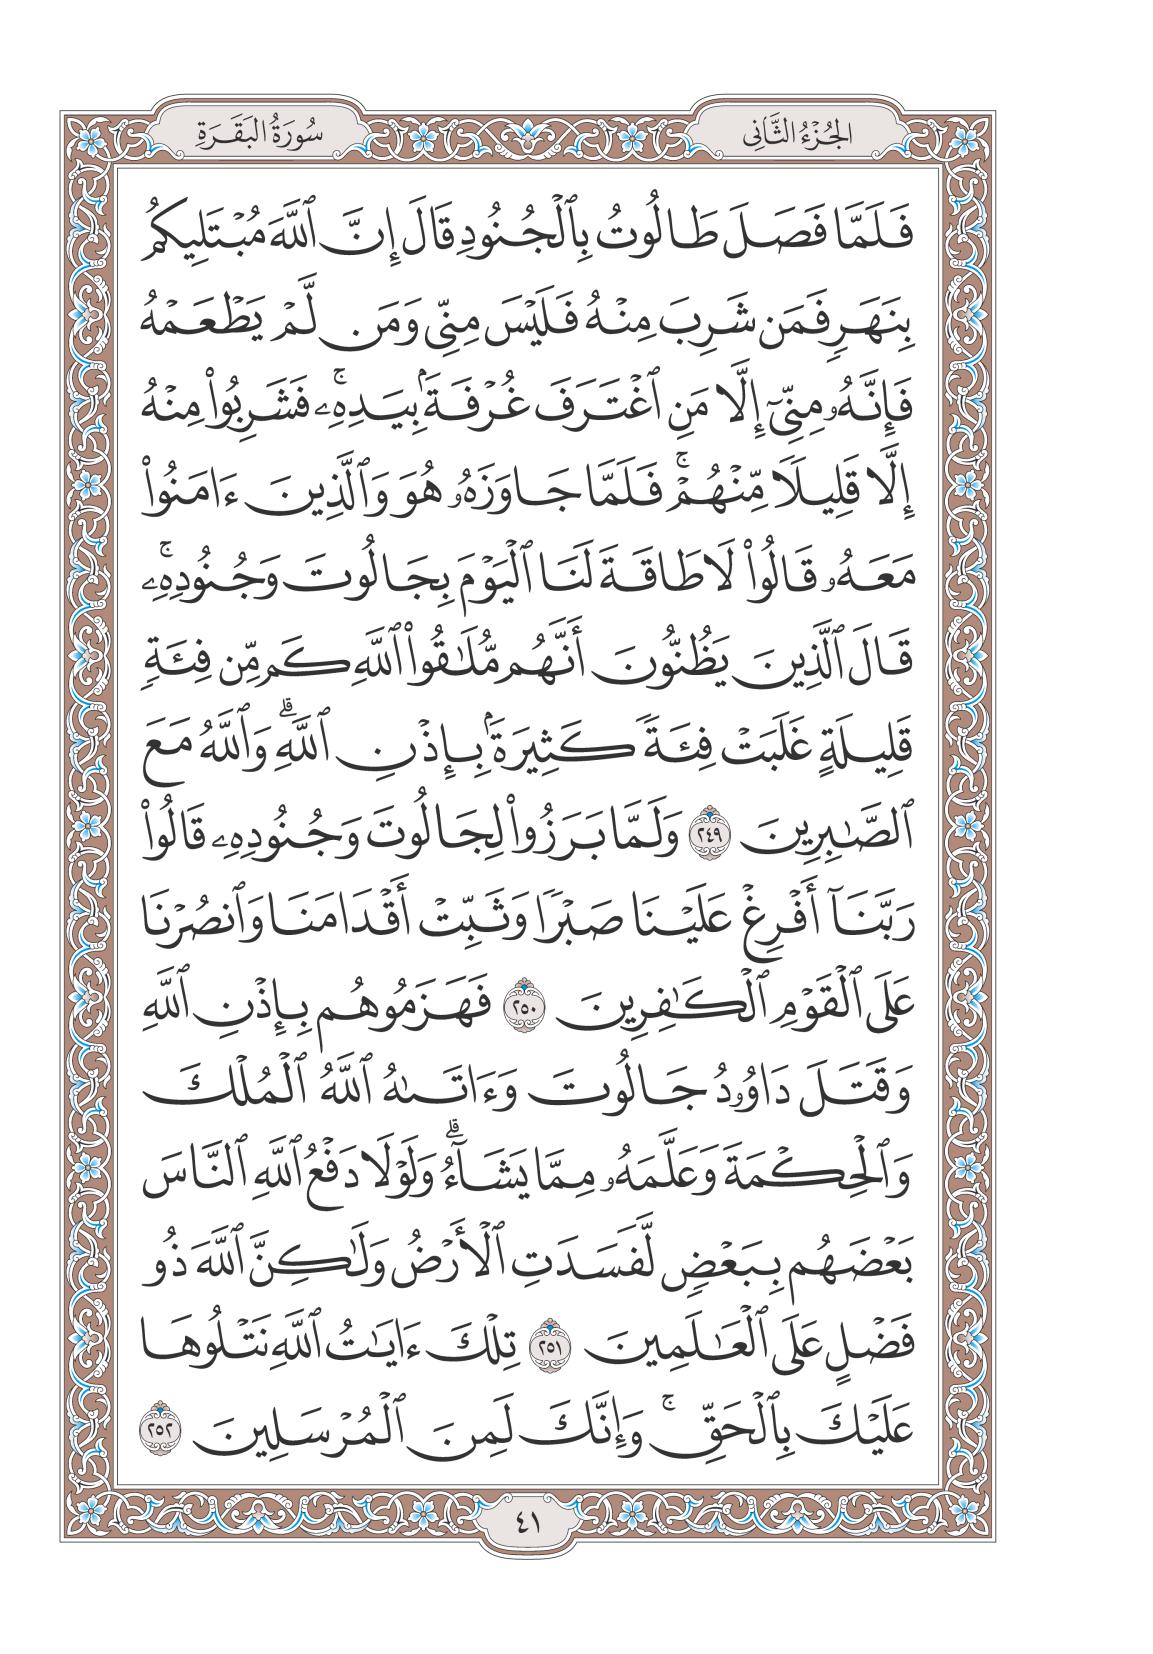 الجُزْءُ الثَّانِى
سُورَةُ البَقَرَةِ
فَلَمَّا فَصَلَ طَالُوتُ بِٱلْجُنُودِ قَالَ إِنَّ ٱللَّهَ مُبْتَلِيكُم
بِنَهَرٍ فَمَن شَرِبَ مِنْهُ فَلَيْسَ مِنِّى وَمَن لَّمْ يَطْعَمْهُ
فَإِنَّهُۥ مِنِّىٓ إِلَّا مَنِ ٱغْتَرَفَ غُرْفَةًۢ بِيَدِهِۦۚ فَشَرِبُوا۟ مِنْهُ
إِلَّا قَلِيلًا مِّنْهُمْۚ فَلَمَّا جَاوَزَهُۥ هُوَ وَٱلَّذِينَ ءَامَنُوا۟
مَعَهُۥ قَالُوا۟ لَا طَاقَةَ لَنَا ٱلْيَوْمَ بِجَالُوتَ وَجُنُودِهِۦۚ
قَالَ ٱلَّذِينَ يَظُنُّونَ أَنَّهُم مُّلَٰقُوا۟ ٱللَّهِ كَم مِّن فِئَةٍ
قَلِيلَةٍ غَلَبَتْ فِئَةً كَثِيرَةًۢ بِإِذْنِ ٱللَّهِۗ وَٱللَّهُ مَعَ
ٱلصَّٰبِرِينَ ٢٤٩ وَلَمَّا بَرَزُوا۟ لِجَالُوتَ وَجُنُودِهِۦ قَالُوا۟
رَبَّنَآ أَفْرِغْ عَلَيْنَا صَبْرًا وَثَبِّتْ أَقْدَامَنَا وَٱنصُرْنَا
عَلَى ٱلْقَوْمِ ٱلْكَٰفِرِينَ ٢٥٠ فَهَزَمُوهُم بِإِذْنِ ٱللَّهِ
وَقَتَلَ دَاوُۥدُ جَالُوتَ وَءَاتَىٰهُ ٱللَّهُ ٱلْمُلْكَ
وَٱلْحِكْمَةَ وَعَلَّمَهُۥ مِمَّا يَشَآءُۗ وَلَوْلَا دَفْعُ ٱللَّهِ ٱلنَّاسَ
بَعْضَهُم بِبَعْضٍ لَّفَسَدَتِ ٱلْأَرْضُ وَلَٰكِنَّ ٱللَّهَ ذُو
فَضْلٍ عَلَى ٱلْعَٰلَمِينَ ٢٥١ تِلْكَ ءَايَٰتُ ٱللَّهِ نَتْلُوهَا
عَلَيْكَ بِٱلْحَقِّۚ وَإِنَّكَ لَمِنَ ٱلْمُرْسَلِينَ ٢٥٢
٤١